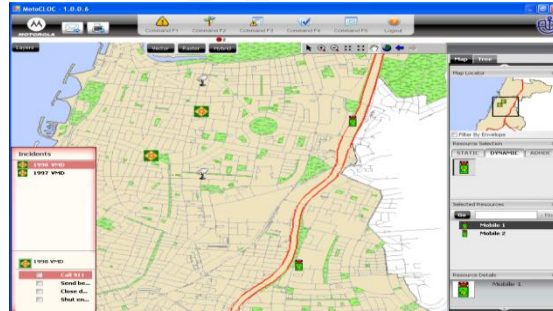 MotoCLOC - 1.0.0.6
MOTOROLA
Command F1
Command F2
Command F3
Command F4
Command F5
Logout
2
Layers
Vector
Raster
Hybrid
Map
Tree
Map Locator
Filter By Envelope
Resource Selection
STATIC
DYNAMIC
ADHOC
Selected Resources
Go
Mobile 1
Mobile 2
Resource Details
Mobile 1
Incidents
1998 VMD
1997 VMD
1998 VMD
Call 911
Send be...
Close d...
Shut en...